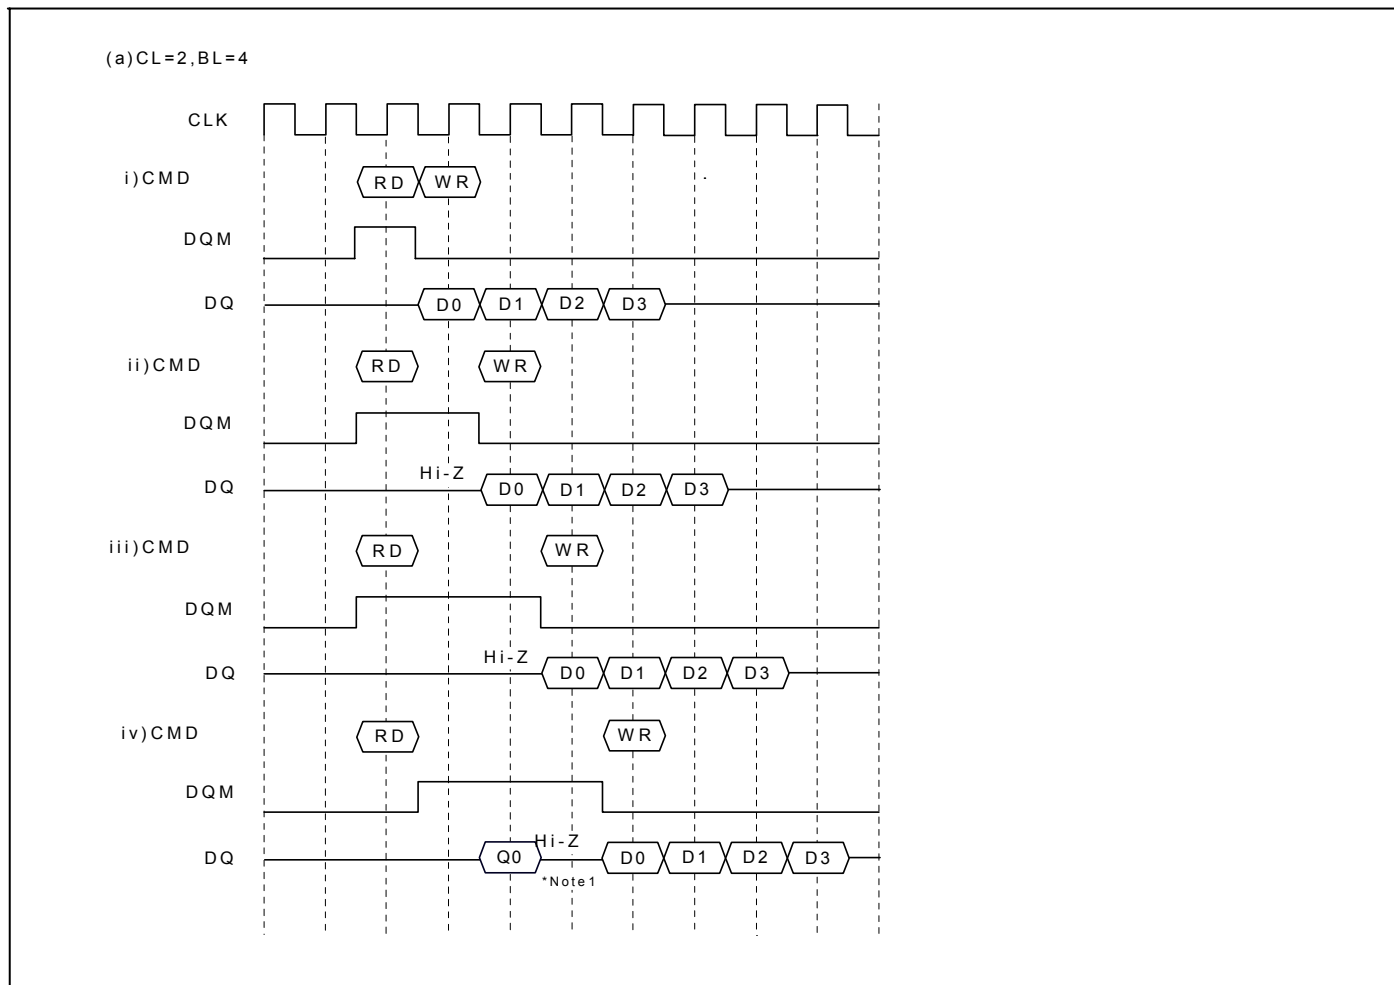 (a)CL=2,BL=4
CLK
i)CMD RD WR
DQM
DQ D0 D1 D2 D3
ii)CMD RD WR
DQM
Hi-Z
DQ D0 D1 D2 D3
iii)CMD RD WR
DQM
Hi-Z
DQ D0 D1 D2 D3
iv)CMD RD WR
DQM
Hi-Z
DQ Q0 D0 D1 D2 D3
*Note1